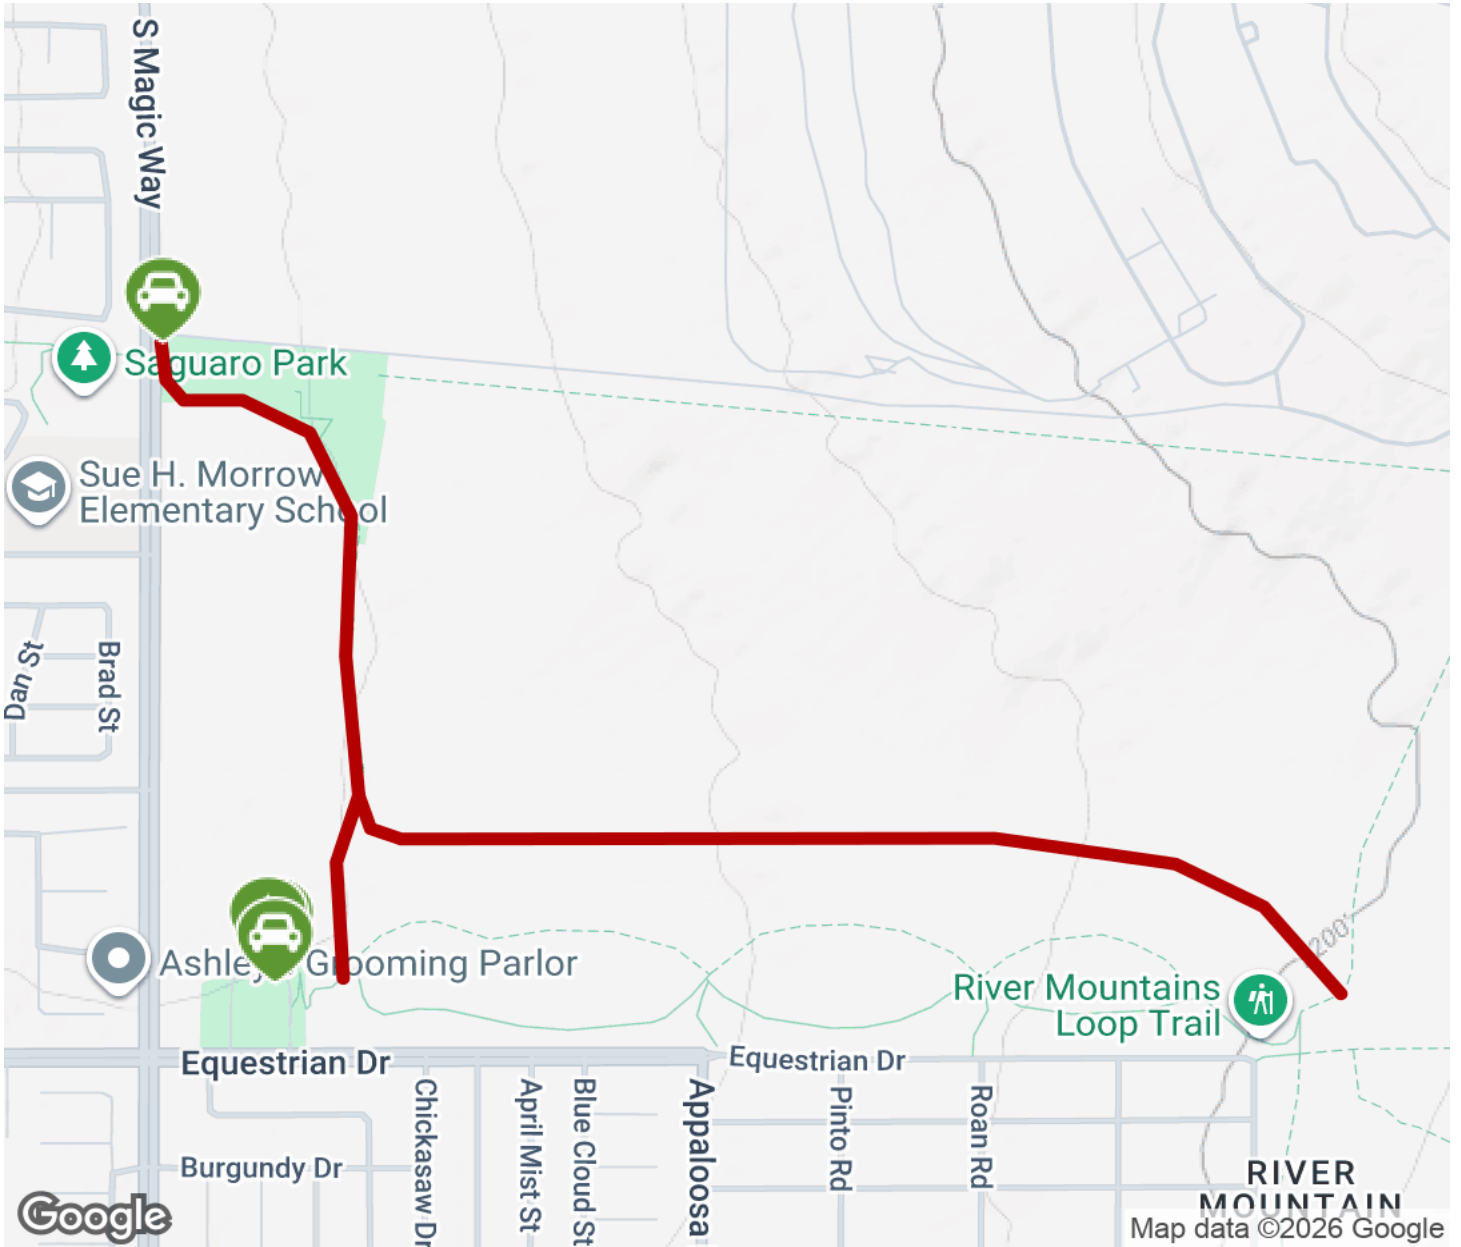 S Magic Way
Saguaro Park
Sue H. Morrow
Elementary School
Dan St
Brad St
Ashley Grooming Parlor
200'
River Mountains
Loop Trail
Equestrian Dr
Equestrian Dr
Chickasaw Dr
April Mist St
Blue Cloud St
Appaloosa
Pinto Rd
Roan Rd
Burgundy Dr
RIVER
MOUNTAIN
Google
Map data ©2026 Google